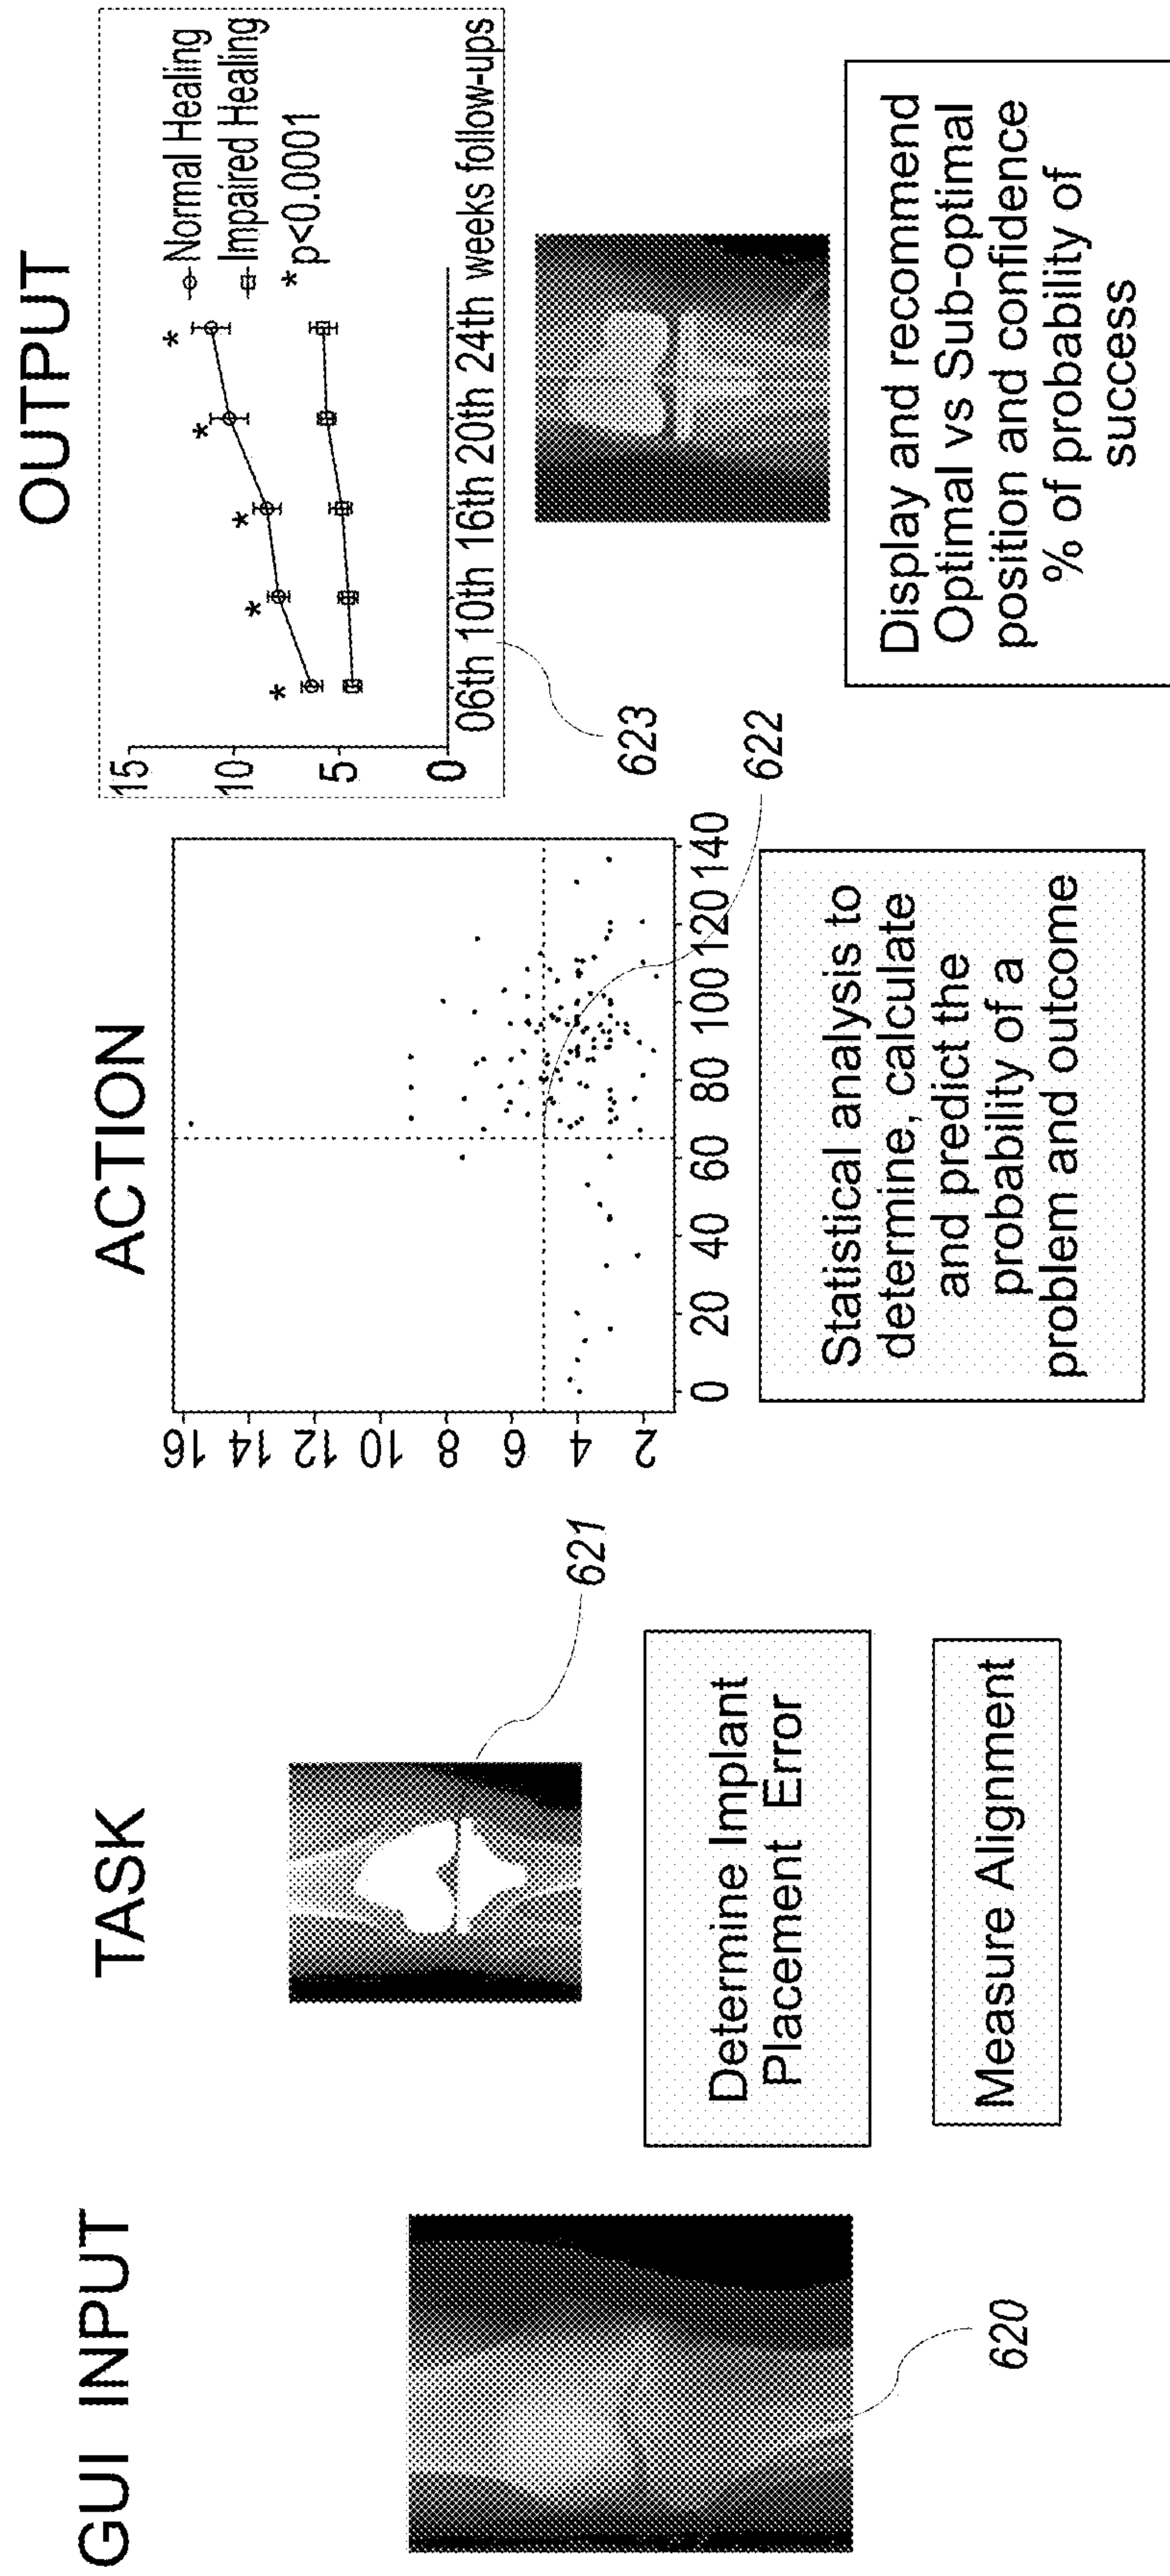 GUI INPUT
620
TASK
621
Determine Implant
Placement Error
Measure Alignment
ACTION
16
14
12
10
8
6
4
2
0 20 40 60 80 100 120 140
622
Statistical analysis to
determine, calculate
and predict the
probability of a
problem and outcome
OUTPUT
15
10
5
0
Normal Healing
Impaired Healing
*p<0.0001
* * * * *
06th 10th 16th 20th 24th weeks follow-ups
623
Display and recommend
Optimal vs Sub-optimal
position and confidence
% of probability of
success